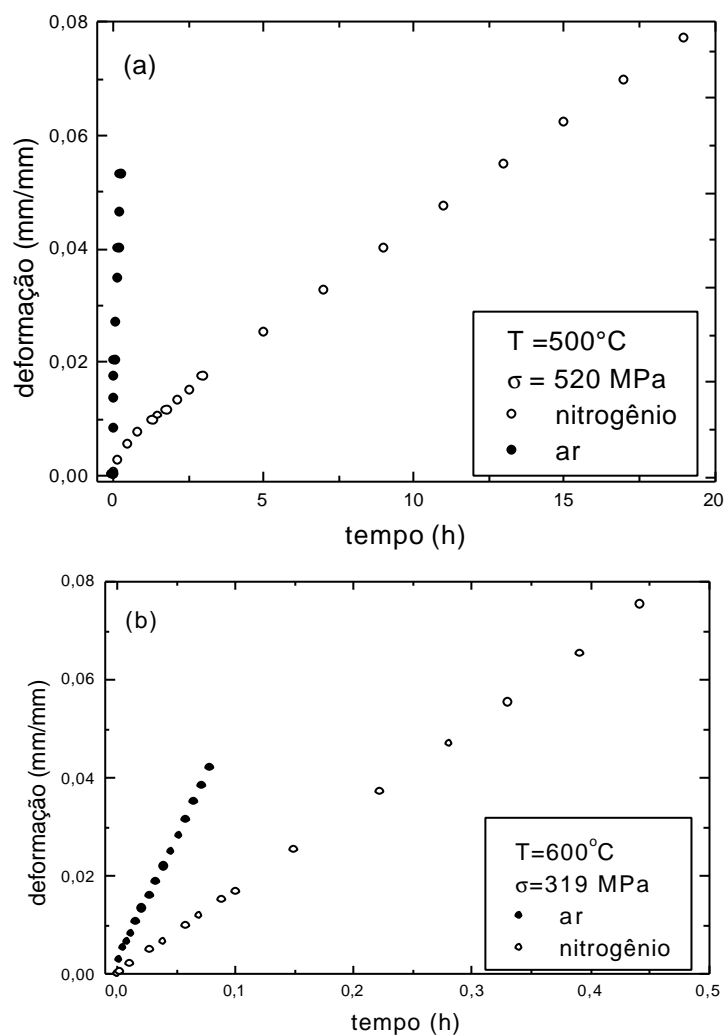 0,08
(a)
0,06
0,04
0,02
0,00
deformação (mm/mm)
T =500°C
σ = 520 MPa
nitrogênio
ar
0 5 10 15 20
tempo (h)
0,08
(b)
0,06
0,04
0,02
0,00
deformação (mm/mm)
T=600°C
σ=319 MPa
ar
nitrogênio
0,0 0,1 0,2 0,3 0,4 0,5
tempo (h)